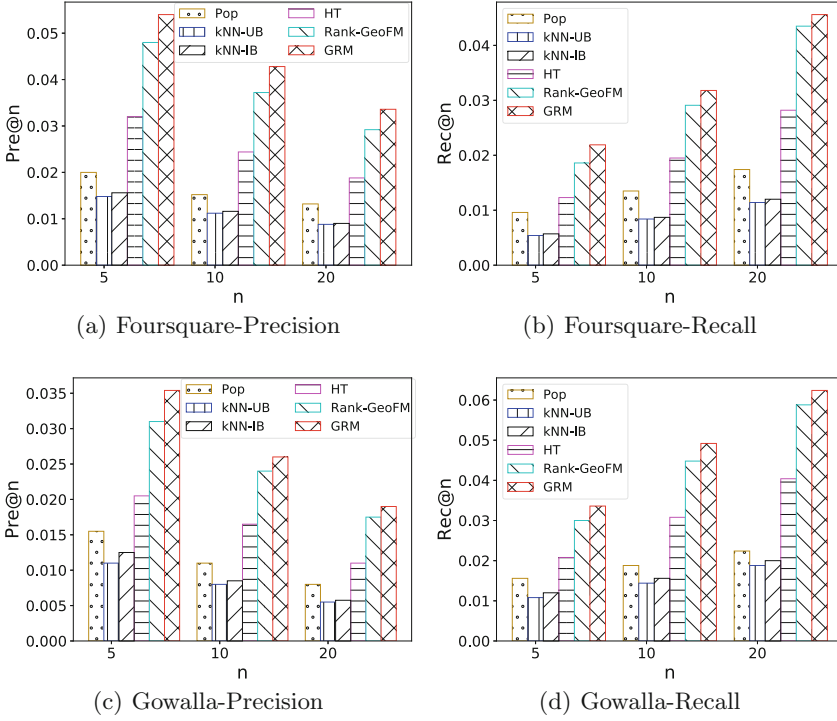 Pre@n
0.05
0.04
0.03
0.02
0.01
0.00
Pop
kNN-UB
kNN-IB
HT
Rank-GeoFM
GRM
5
10
20
n
(a) Foursquare-Precision
Rec@n
0.04
0.03
0.02
0.01
0.00
Pop
kNN-UB
kNN-IB
HT
Rank-GeoFM
GRM
5
10
20
n
(b) Foursquare-Recall
Pre@n
0.035
0.030
0.025
0.020
0.015
0.010
0.005
0.000
Pop
kNN-UB
kNN-IB
HT
Rank-GeoFM
GRM
5
10
20
n
(c) Gowalla-Precision
Rec@n
0.06
0.05
0.04
0.03
0.02
0.01
0.00
Pop
kNN-UB
kNN-IB
HT
Rank-GeoFM
GRM
5
10
20
n
(d) Gowalla-Recall